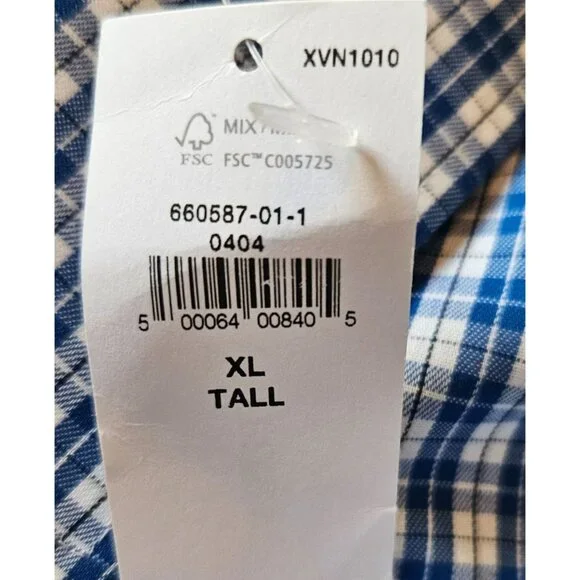 XVN1010
MIX
FSC FSC™ C005725
660587-01-1
0404
5 00064 00840 5
XL
TALL